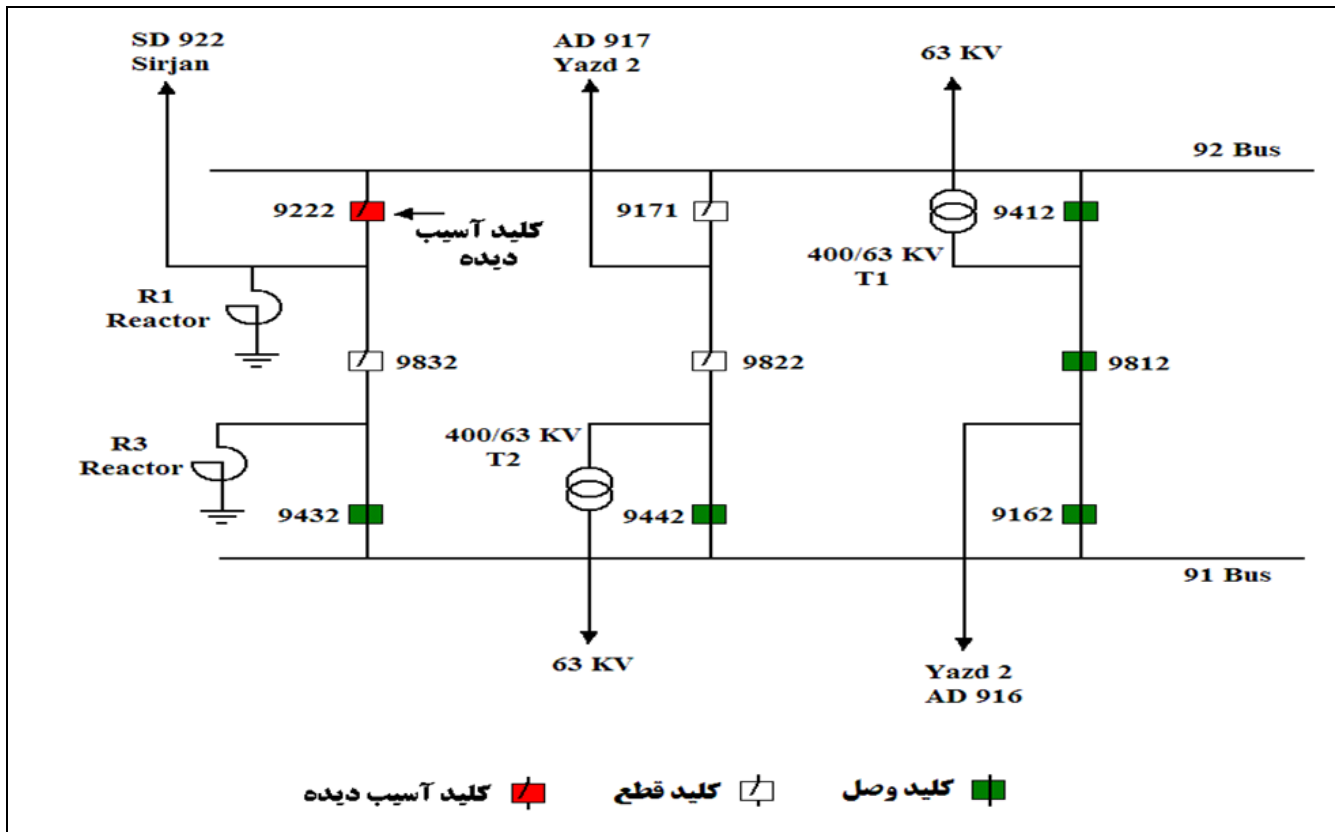 SD 922
Sirjan
AD 917
Yazd 2
63 KV
92 Bus
9222
کلید آسیب
دیده
9171
9412
400/63 KV
T1
R1
Reactor
9832
9822
9812
R3
Reactor
400/63 KV
T2
9432
9442
9162
91 Bus
63 KV
Yazd 2
AD 916
کلید وصل
کلید قطع
کلید آسیب دیده